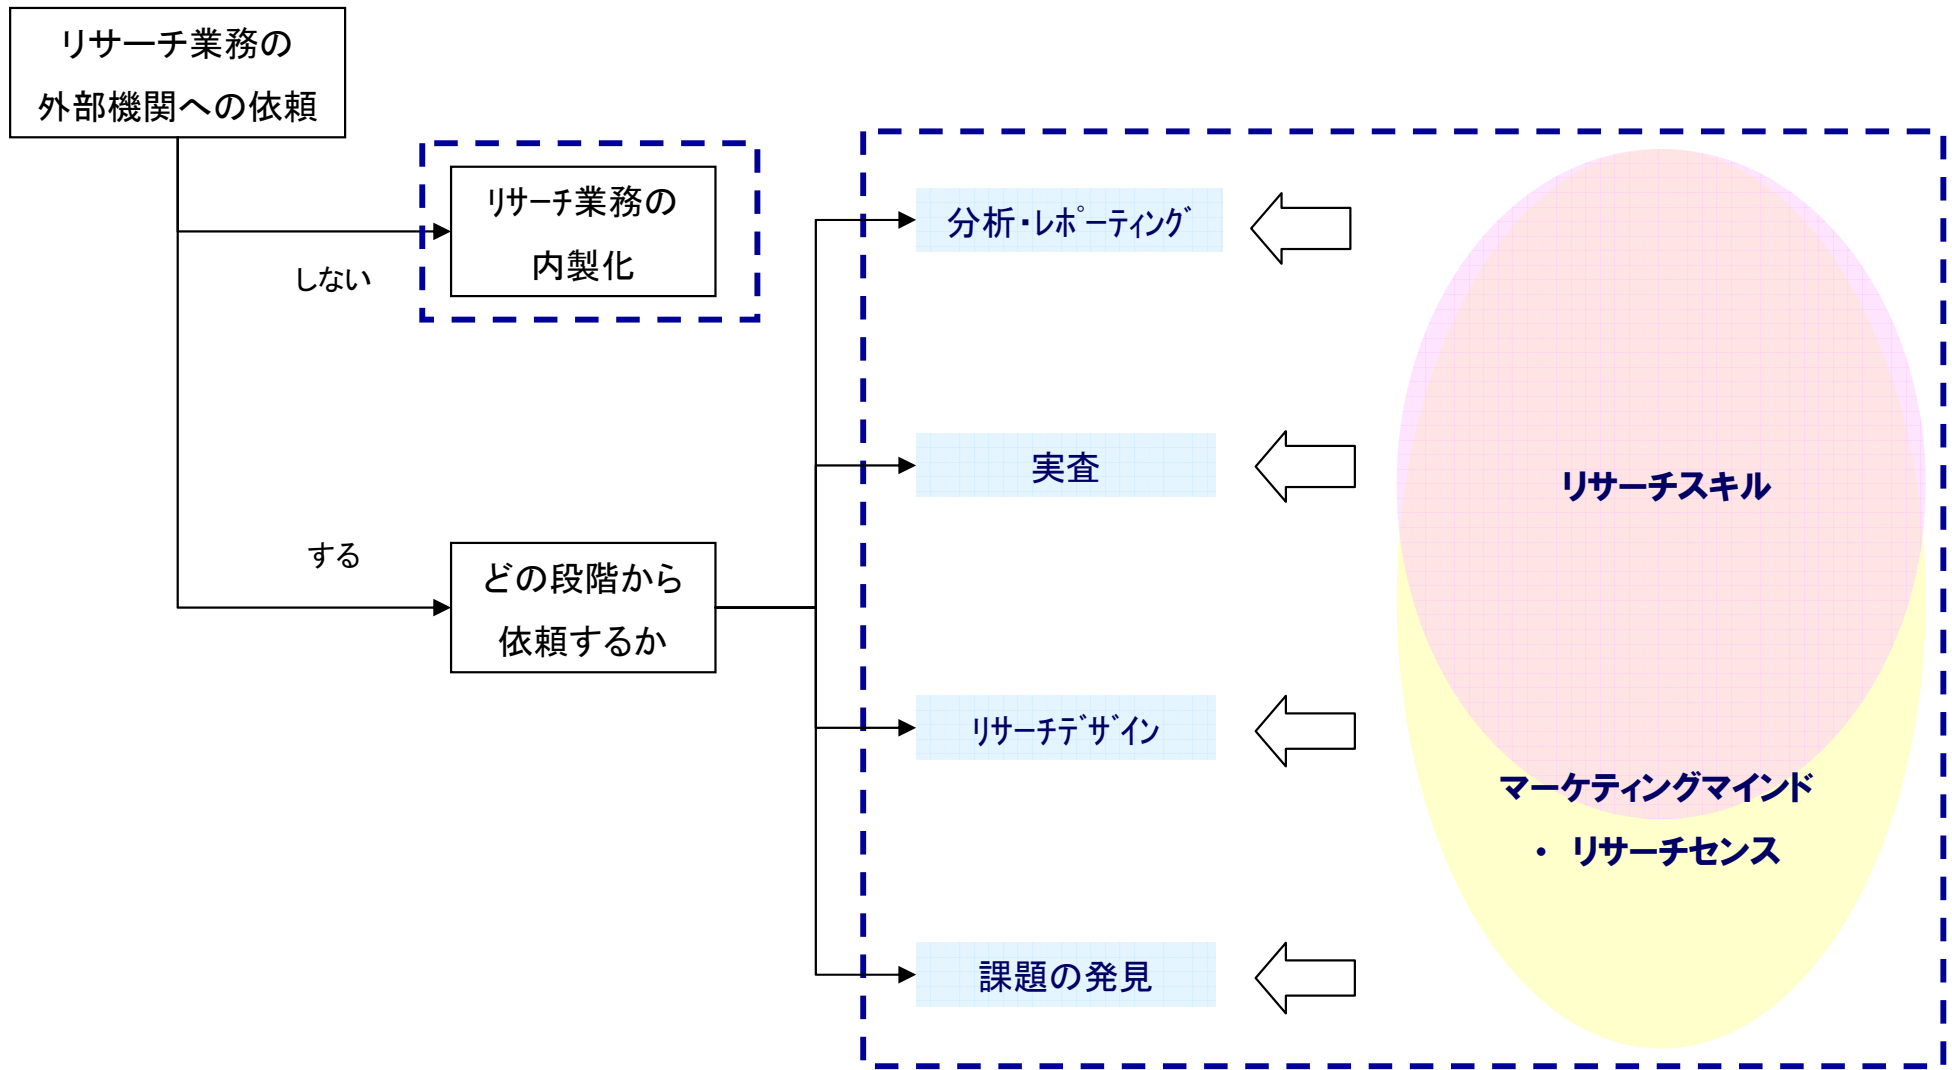 リサーチ業務の
外部機関への依頼
しない
リサーチ業務の
内製化
する
どの段階から
依頼するか
分析・レポーティング
実査
リサーチデザイン
課題の発見
リサーチスキル
マーケティングマインド
・ リサーチセンス